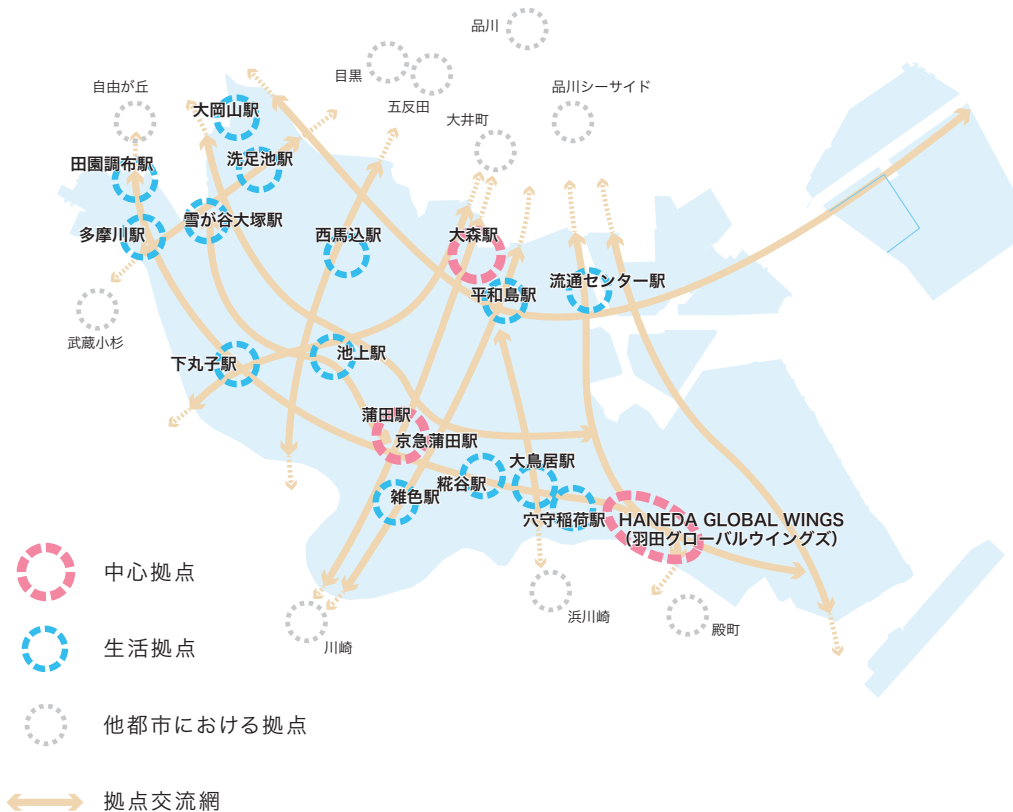 品川
目黒
自由が丘
五反田
品川シーサイド
大岡山駅
大井町
田園調布駅
洗足池駅
雪が谷大塚駅
多摩川駅
西馬込駅
大森駅
流通センター駅
平和島駅
武蔵小杉
下丸子駅
池上駅
蒲田駅
京急蒲田駅
大鳥居駅
糀谷駅
雑色駅
穴守稲荷駅
HANEDA GLOBAL WINGS
（羽田グローバルウイングズ）
浜川崎
殿町
川崎
中心拠点
生活拠点
他都市における拠点
拠点交流網